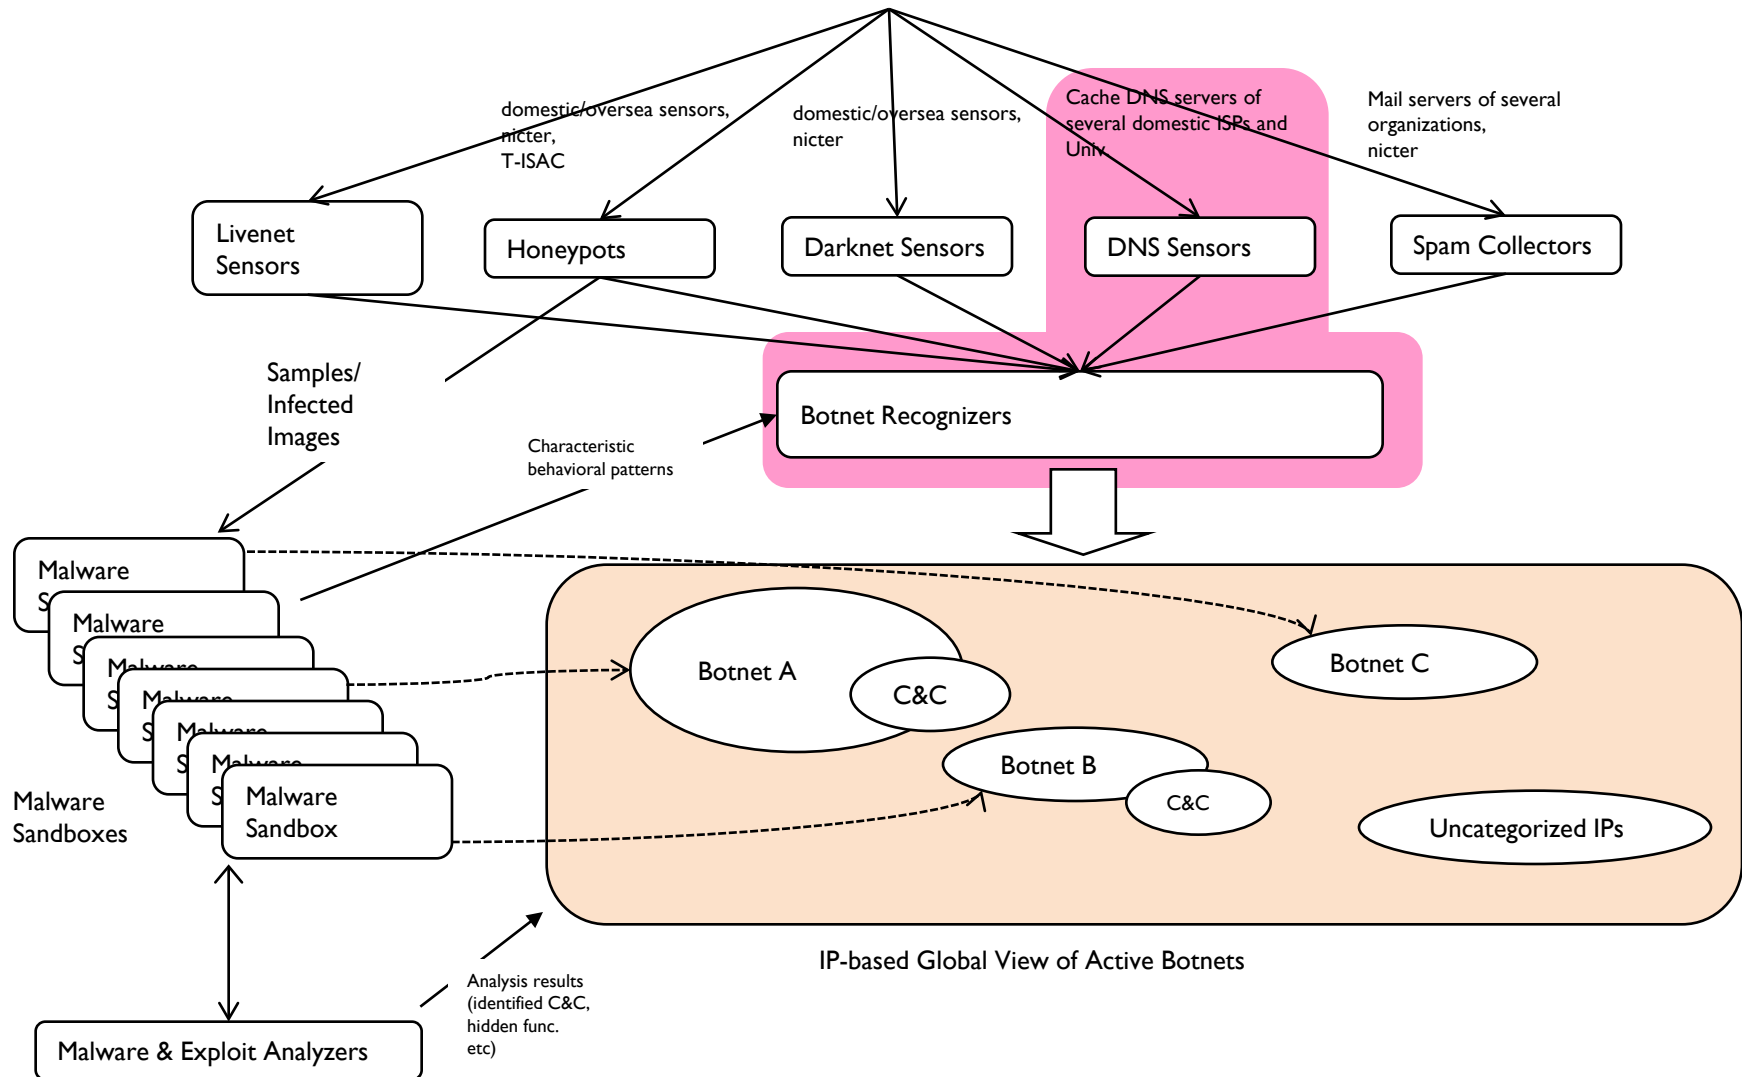 domestic/oversea sensors,
nicter,
T-ISAC
domestic/oversea sensors,
nicter
Cache DNS servers of
several domestic ISPs and
Univ
Mail servers of several
organizations,
nicter
Livenet
Sensors
Honeypots
Darknet Sensors
DNS Sensors
Spam Collectors
Samples/
Infected
Images
Characteristic
behavioral patterns
Botnet Recognizers
Malware
S
Malware
S
Malware
S
Malware
S
Malware
S
Malware
S
Malware
Sandbox
Malware
Sandboxes
Botnet A
C&C
Botnet B
C&C
Botnet C
Uncategorized IPs
IP-based Global View of Active Botnets
Analysis results
(identified C&C,
hidden func.
etc)
Malware & Exploit Analyzers